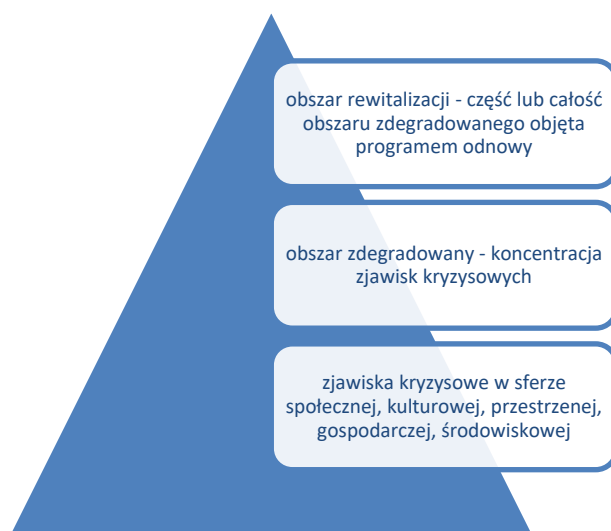 obszar rewitalizacji - część lub całość
obszaru zdegradowanego objęta
programem odnowy
obszar zdegradowany - koncentracja
zjawisk kryzysowych
zjawiska kryzysowe w sferze
społecznej, kulturowej, przestrzenej,
gospodarczej, środowiskowej